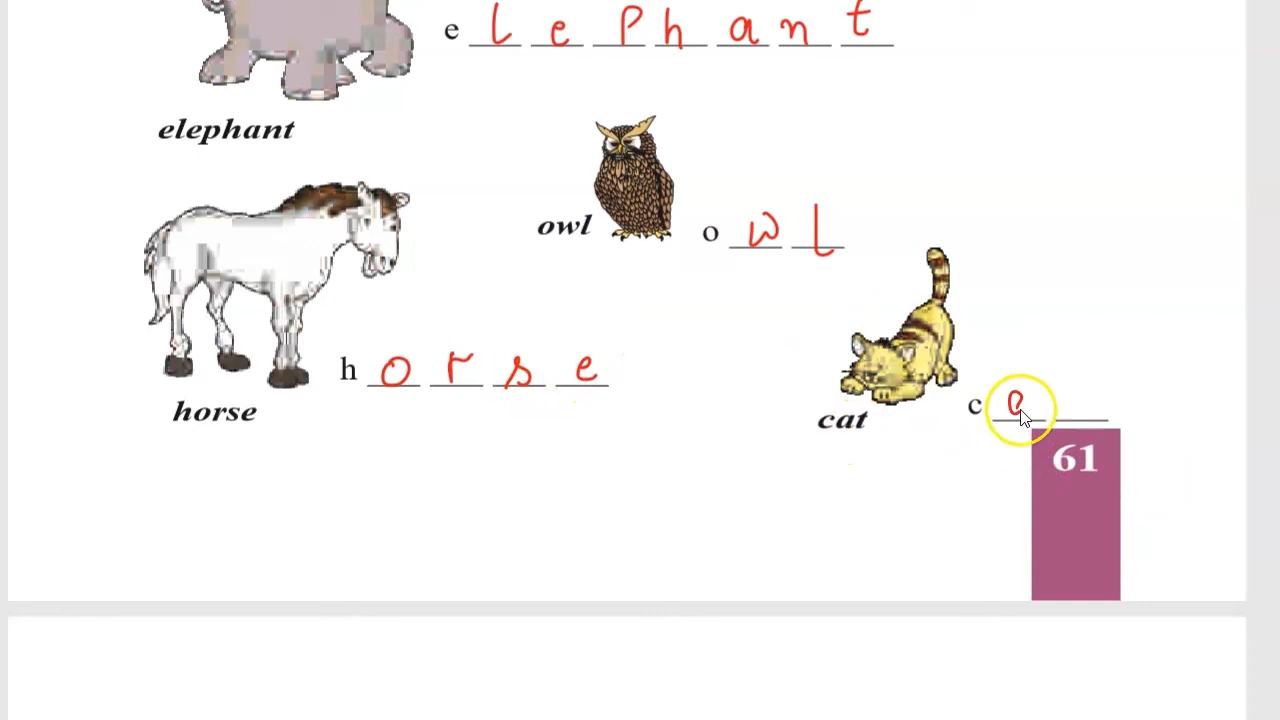 e l e p h a n t
elephant
owl
o w l
h o r s e
horse
cat
c a
61